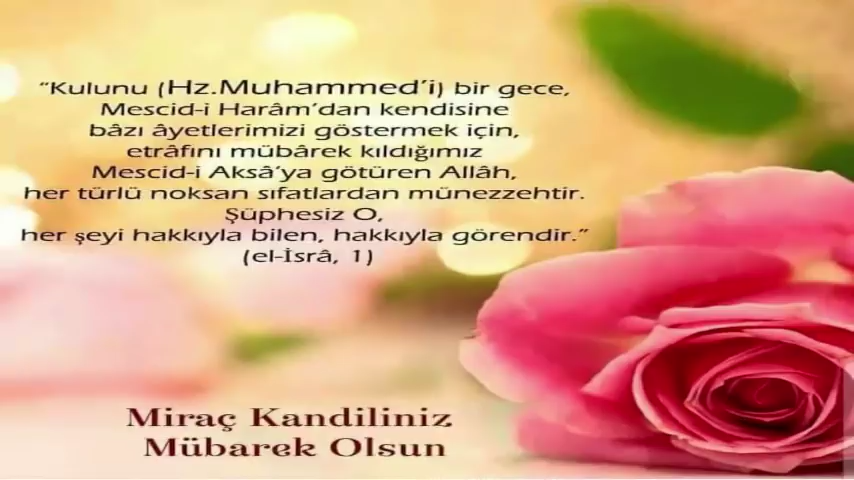 “Kulunu (Hz.Muhammed’i) bir gece,
Mescid-i Harâm’dan kendisine
bâzı âyetlerimizi göstermek için,
etrâfını mübârek kıldığımız
Mescid-i Aksâ’ya götüren Allâh,
her türlü noksan sıfatlardan münezzehtir.
Şüphesiz O,
her şeyi hakkıyla bilen, hakkıyla görendir.”
(el-İsrâ, 1)
Miraç Kandiliniz
Mübarek Olsun